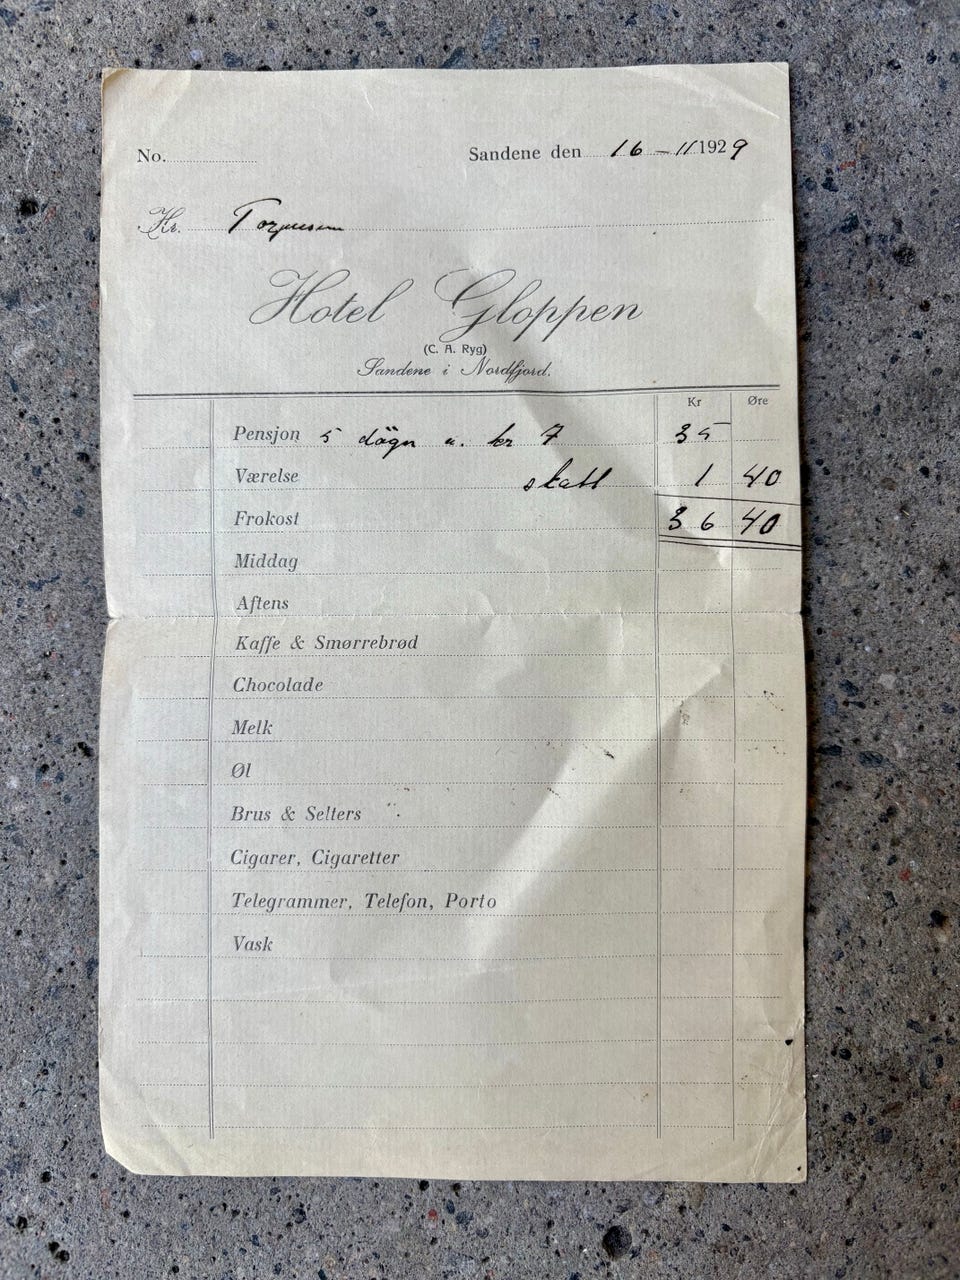 No.
Sandene den 16-11 1929
Hr.
Hotel Gloppen
(C. A. Ryg)
Sandene i Nordfjord.
Kr Øre
Pensjon 5 dögn a. kr 7 35
Værelse skatt 1 40
Frokost 36 40
Middag
Aftens
Kaffe & Smørrebrød
Chocolade
Melk
Øl
Brus & Selters
Cigarer, Cigaretter
Telegrammer, Telefon, Porto
Vask